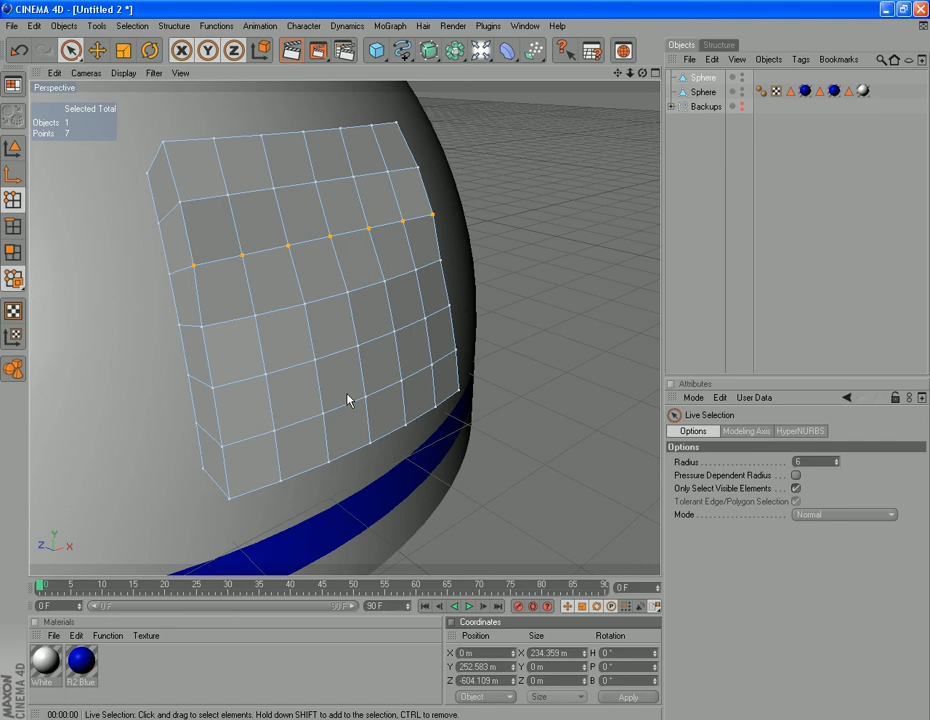 CINEMA 4D - [Untitled 2 *]
File Edit Objects Tools Selection Structure Functions Animation Character Dynamics MoGraph Hair Render Plugins Window Help
Edit Cameras Display Filter View
Perspective
Selected Total
Objects 1
Points 7
Y
Z X
0 5 10 15 20 25 30 35 40 45 50 55 60 65 70 75 80 85 90
0 F
0 F
0 F
90 F
90 F
Materials
File Edit Function Texture
White
R2 Blue
Coordinates
Position Size Rotation
X 0 m X 234.359 m H 0 °
Y 252.583 m Y 0 m P 0 °
Z -604.109 m Z 0 m B 0 °
Object Size Apply
MAXON
CINEMA 4D
00:00:00 Live Selection: Click and drag to select elements. Hold down SHIFT to add to the selection, CTRL to remove.
Objects Structure
File Edit View Objects Tags Bookmarks
Sphere
Sphere
Backups
Attributes
Mode Edit User Data
Live Selection
Options Modeling Axis HyperNURBS
Options
Radius 6
Pressure Dependent Radius
Only Select Visible Elements
Tolerant Edge/Polygon Selection
Mode Normal